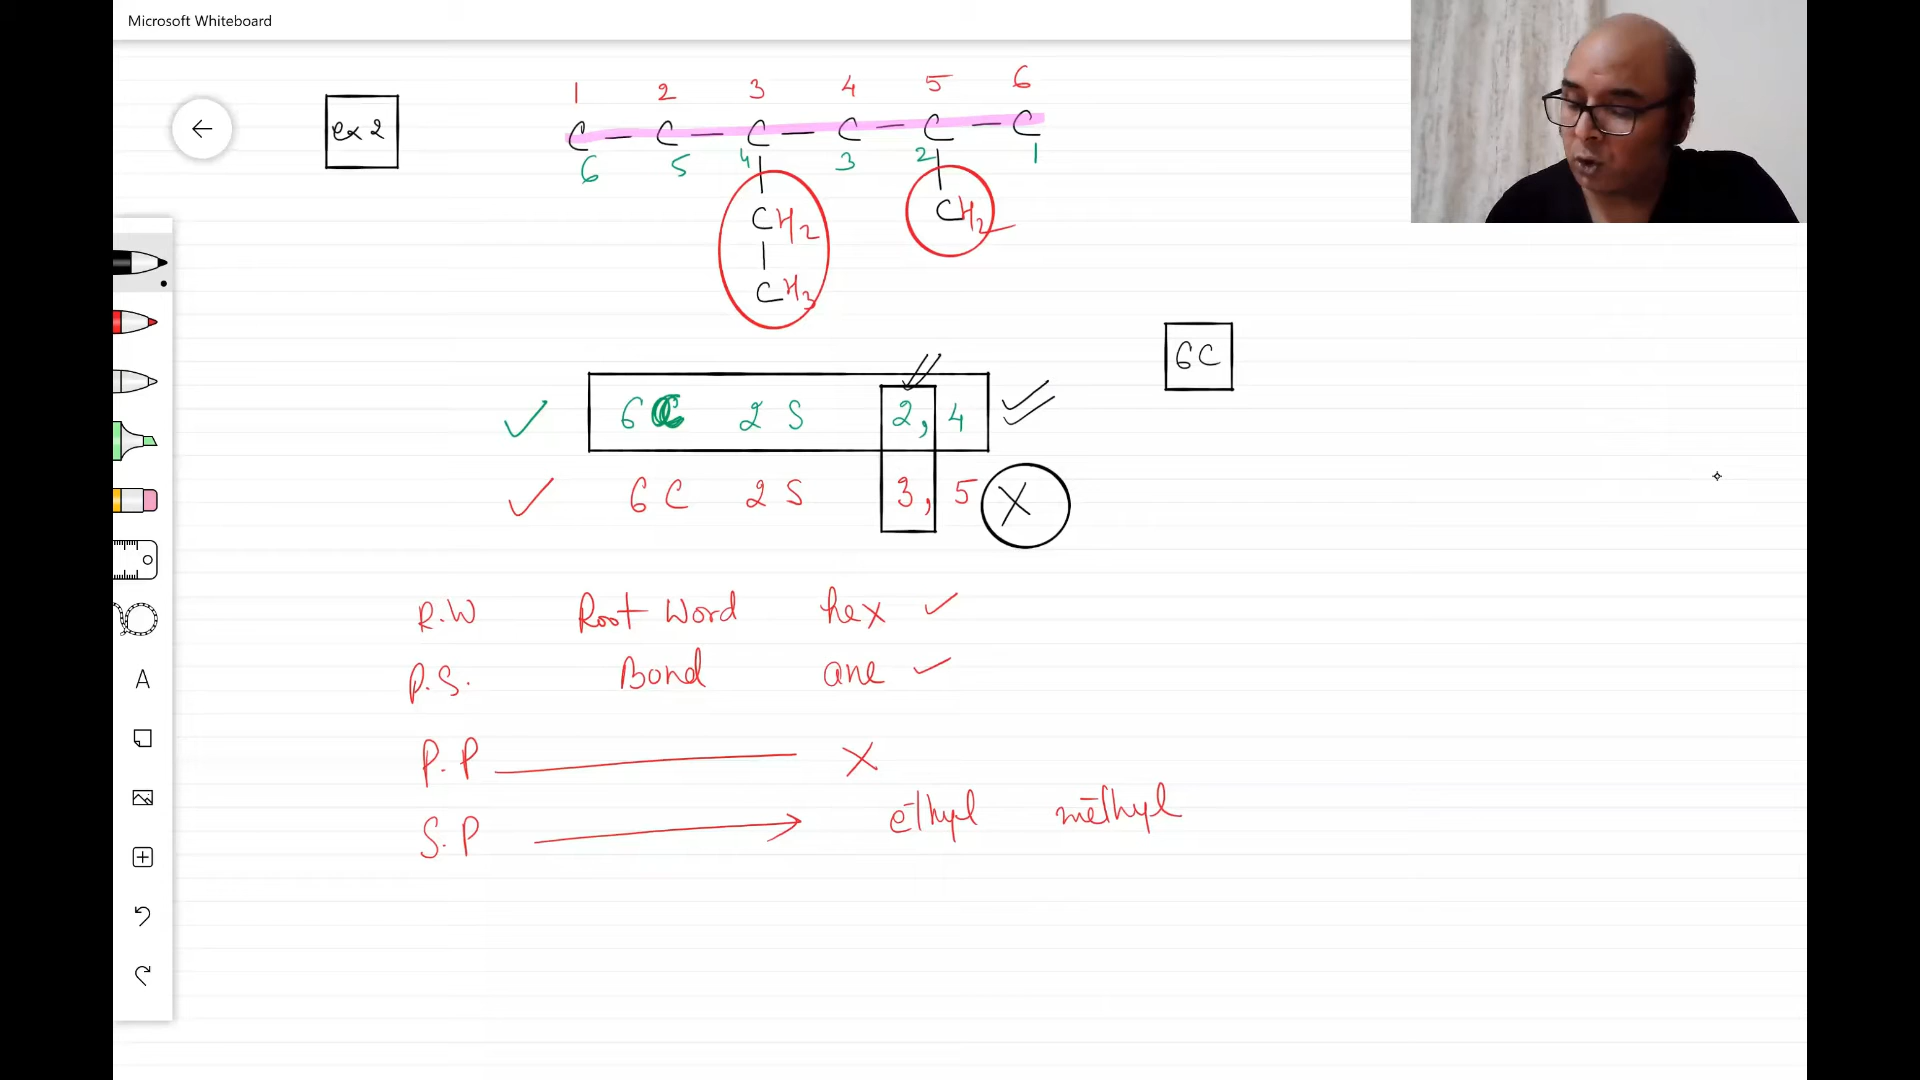 Microsoft Whiteboard
ex 2
1 2 3 4 5 6
C — C — C — C — C — C
6 5 4 3 2 1
CH2 CH2
CH3
6C
6 C 2 S 2, 4
6 C 2 S 3, 5 X
R.W Root Word hex ✓
P.S. Bond ane ✓
P.P X
S.P ethyl methyl
A